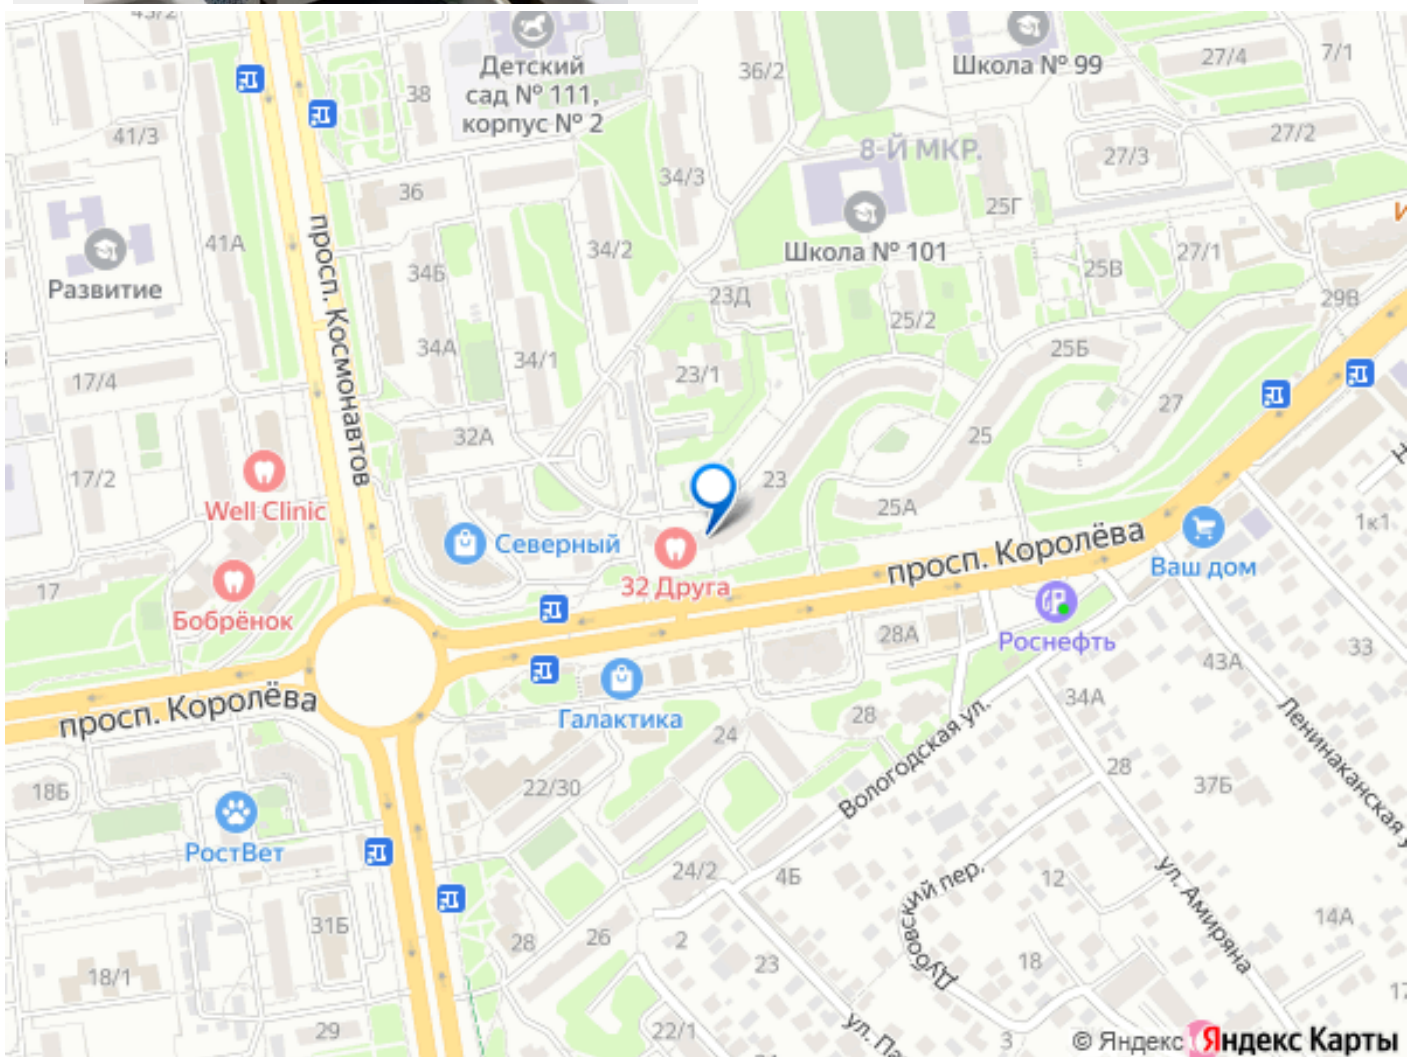 43/2
Детский
сад № 111,
корпус № 2
36/2
Школа № 99
27/4
7/1
38
41/3
27/2
8-Й МКР.
27/3
34/3
36
25Г
Школа № 101
41А
34/2
27/1
Развитие
34Б
25В
23Д
29В
просп. Космонавтов
25/2
34А
34/1
25Б
23/1
17/4
27
32А
25
17/2
23
Well Clinic
25А
1к1
Северный
просп. Королёва
Ваш дом
32 Друга
17
Бобрёнок
28А
Роснефть
33
43А
просп. Королёва
34А
Галактика
28
24
Вологодская ул.
Ленинаканская у
28
37Б
18Б
22/30
РостВет
24/2
4Б
Дубовский пер.
12
ул. Амиряна
31Б
14А
28
26
2
23
18
18/1
17
29
22/1
ул. Па
3
© Яндекс Яндекс Карты